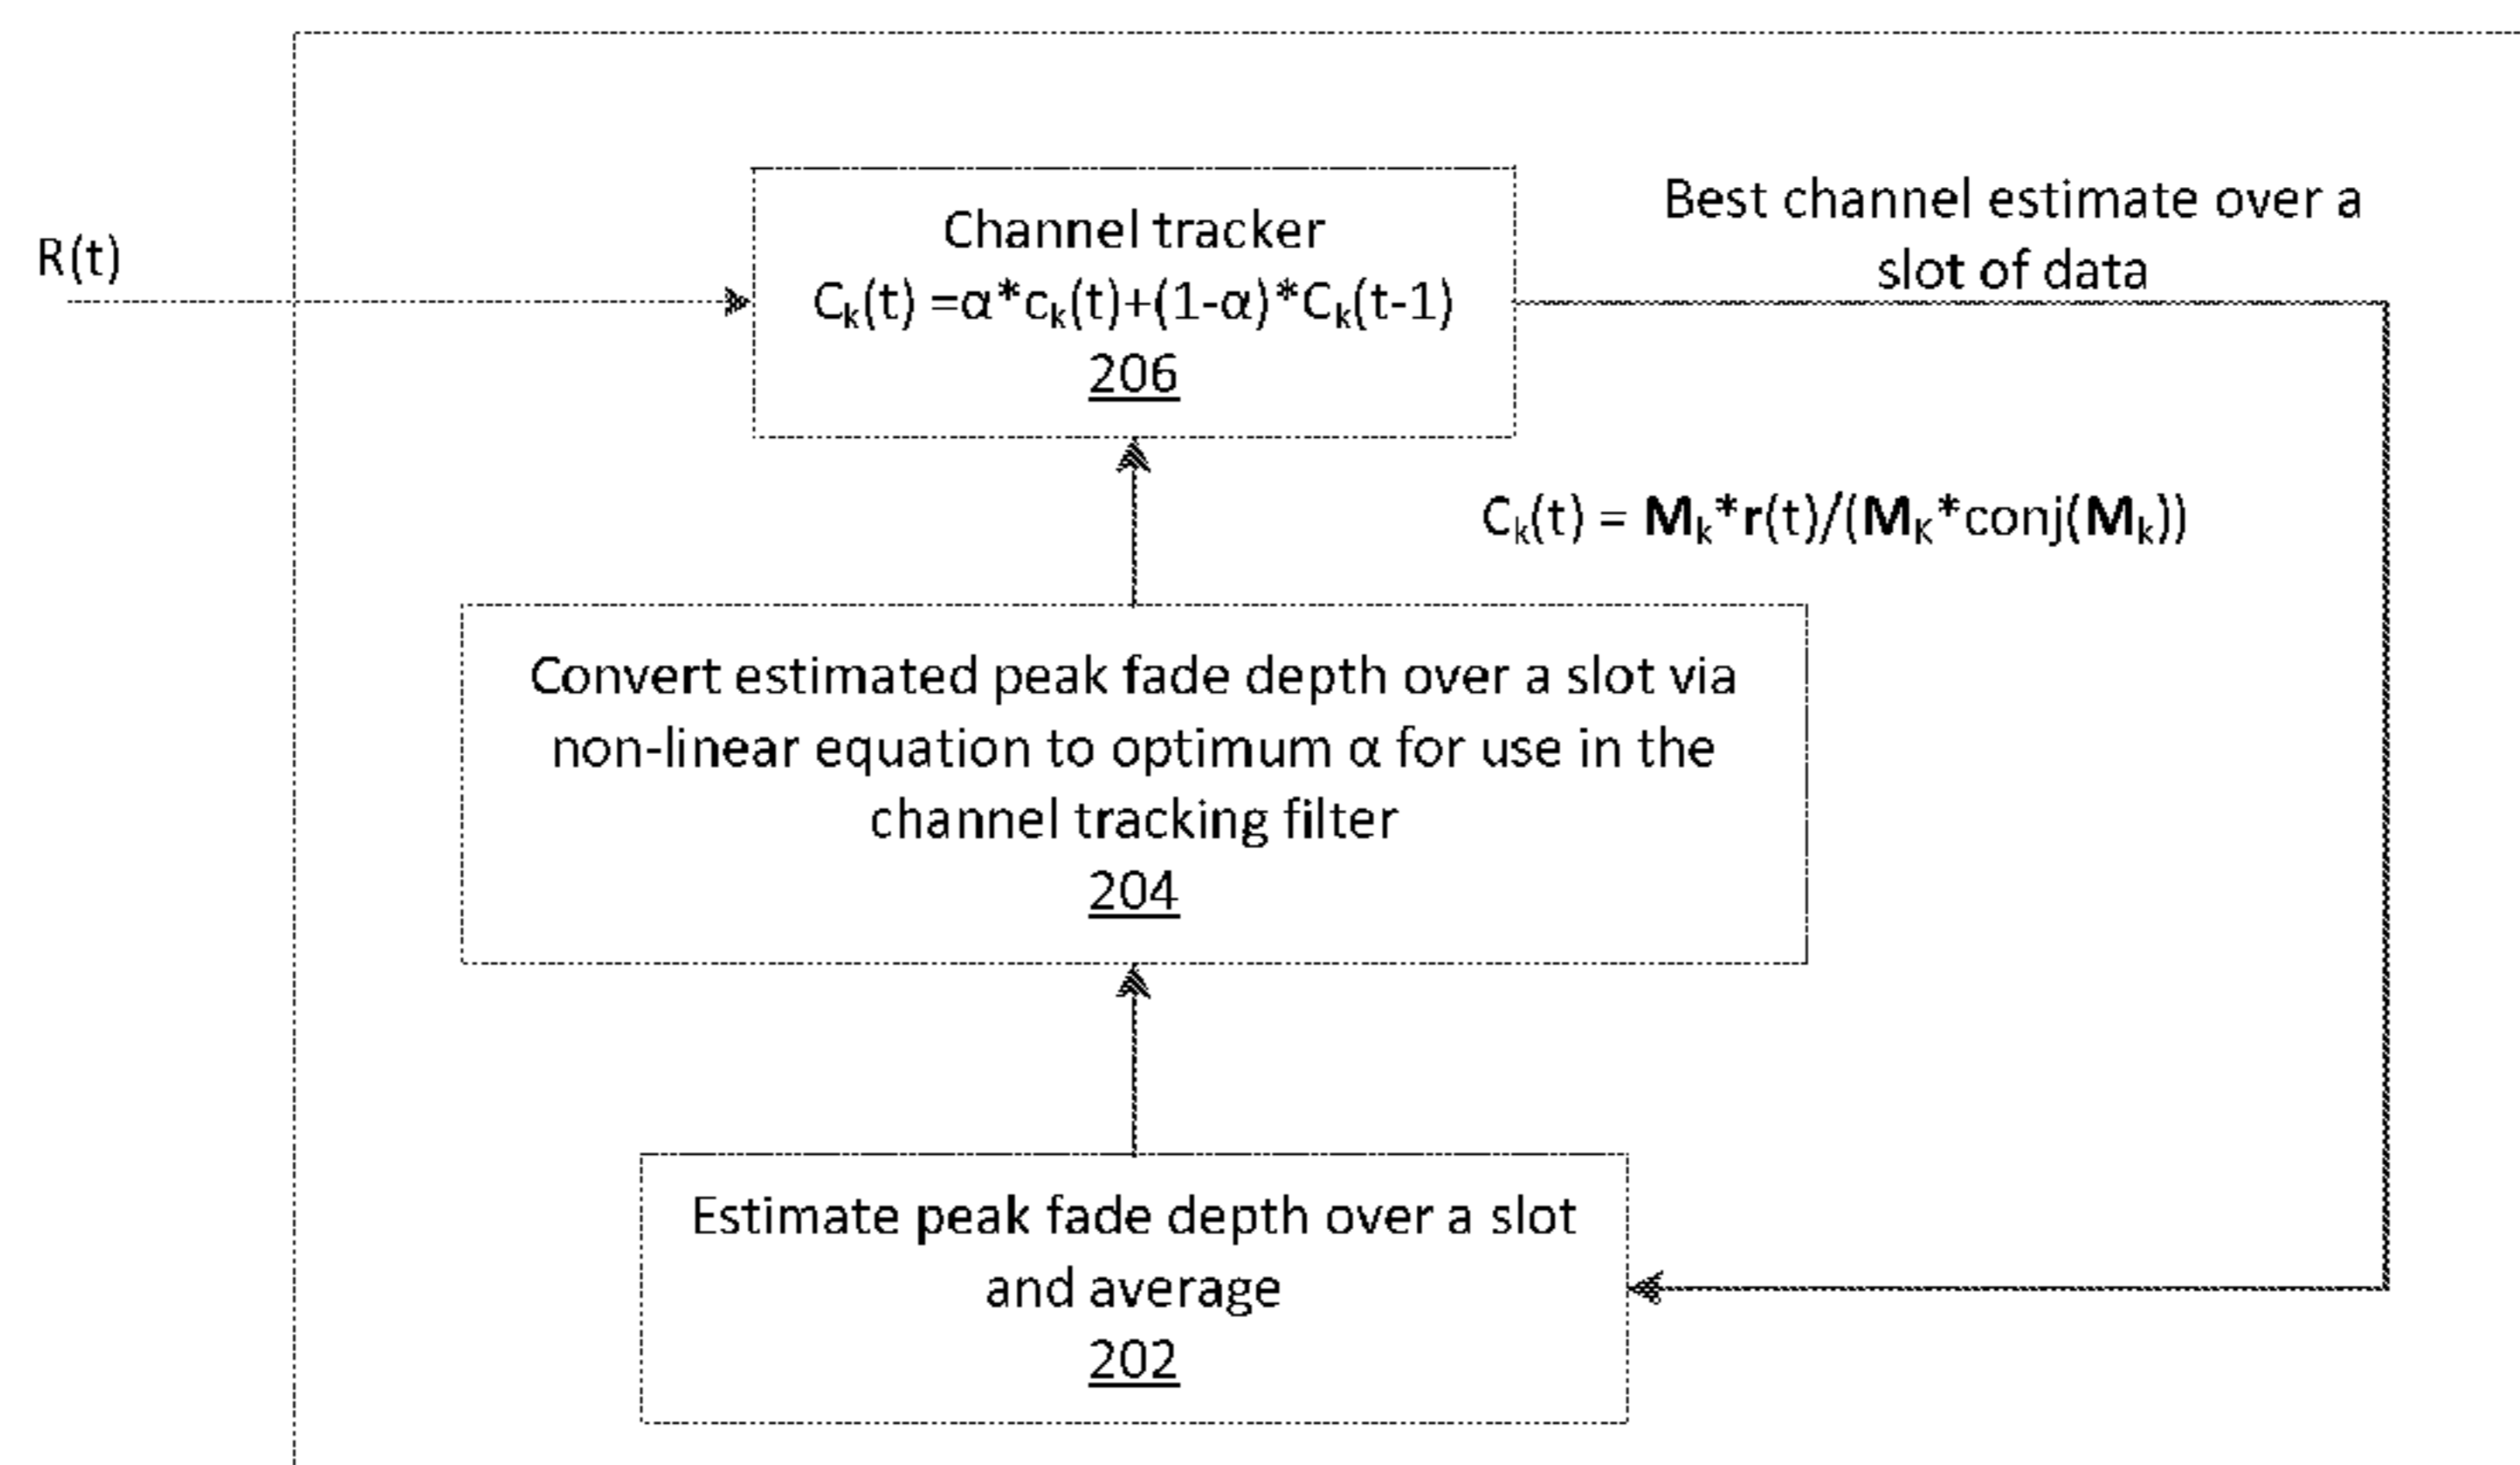 R(t)
Channel tracker
Cₖ(t) =α*cₖ(t)+(1-α)*Cₖ(t-1)
206
Best channel estimate over a
slot of data
Cₖ(t) = Mₖ*r(t)/(M_K*conj(Mₖ))
Convert estimated peak fade depth over a slot via
non-linear equation to optimum α for use in the
channel tracking filter
204
Estimate peak fade depth over a slot
and average
202